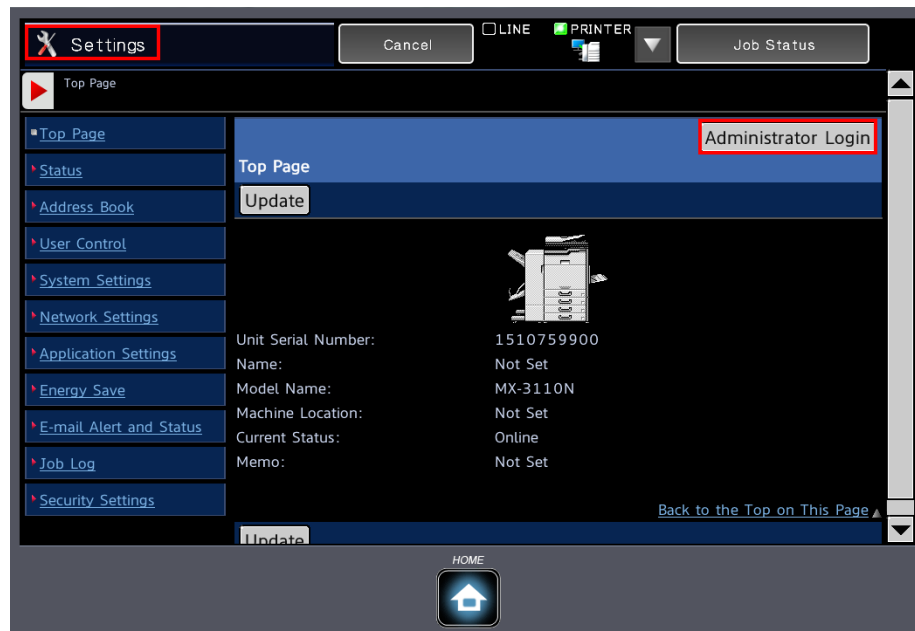 Settings
Cancel
LINE
PRINTER
Job Status
Top Page
Top Page
Status
Address Book
User Control
System Settings
Network Settings
Application Settings
Energy Save
E-mail Alert and Status
Job Log
Security Settings
Administrator Login
Top Page
Update
Unit Serial Number: 1510759900
Name: Not Set
Model Name: MX-3110N
Machine Location: Not Set
Current Status: Online
Memo: Not Set
Back to the Top on This Page
Update
HOME